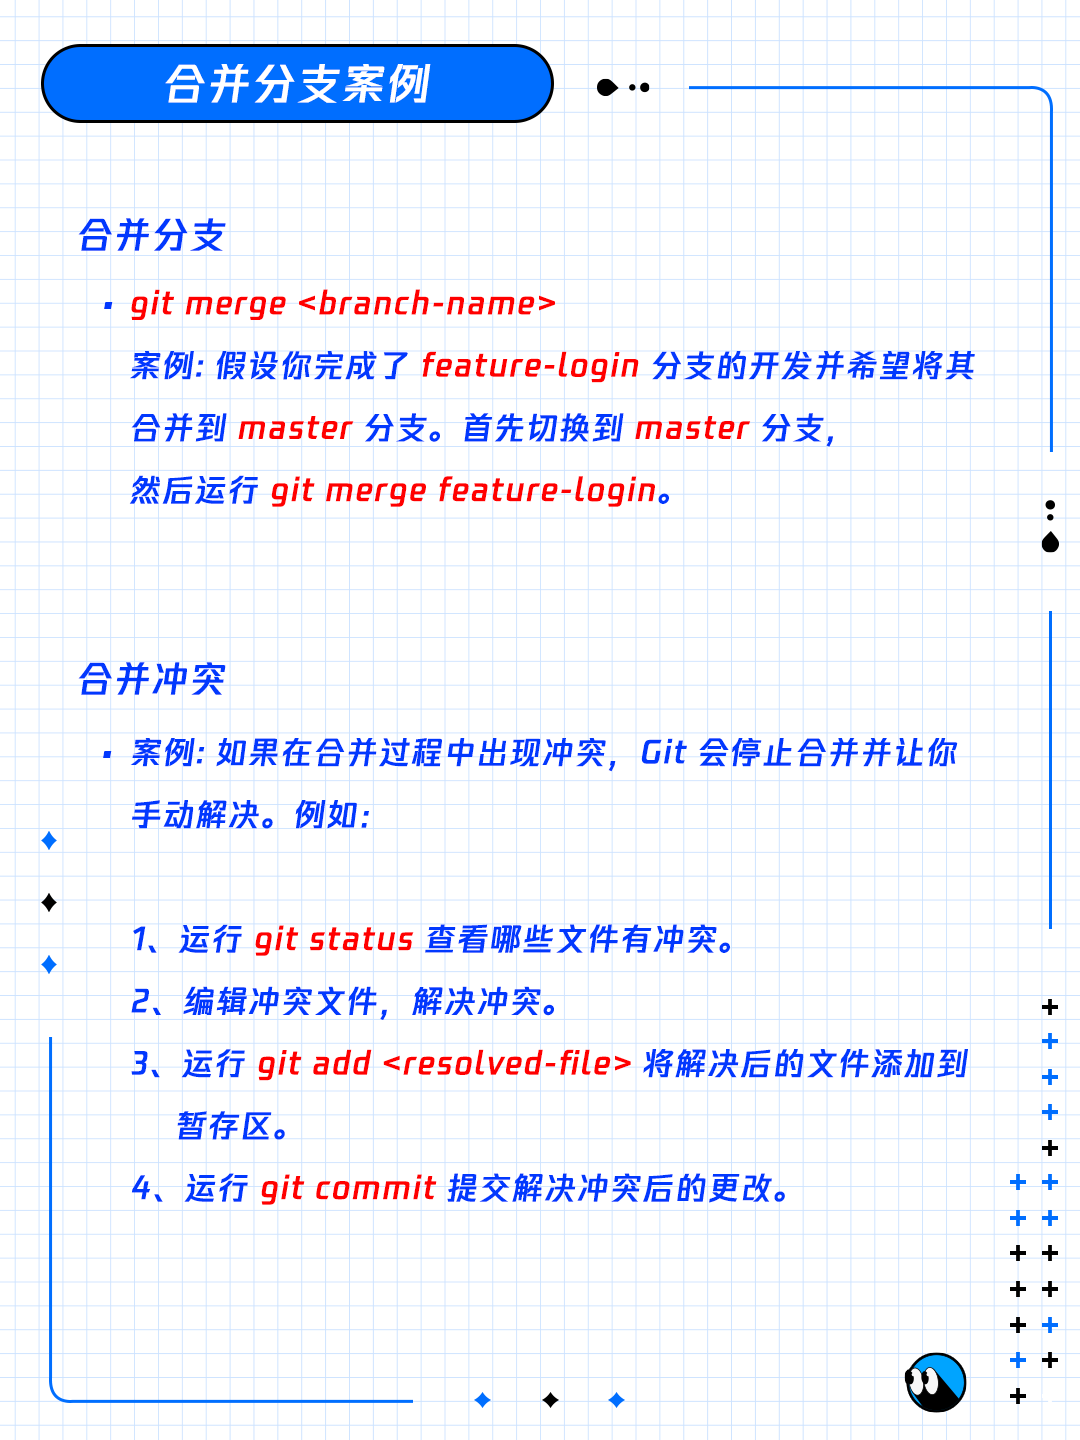 合并分支案例
合并分支
· git merge <branch-name>
案例: 假设你完成了 feature-login 分支的开发并希望将其
合并到 master 分支。首先切换到 master 分支,
然后运行 git merge feature-login。
合并冲突
· 案例: 如果在合并过程中出现冲突, Git 会停止合并并让你
手动解决。例如:
1、运行 git status 查看哪些文件有冲突。
2、编辑冲突文件, 解决冲突。
3、运行 git add <resolved-file> 将解决后的文件添加到
暂存区。
4、运行 git commit 提交解决冲突后的更改。